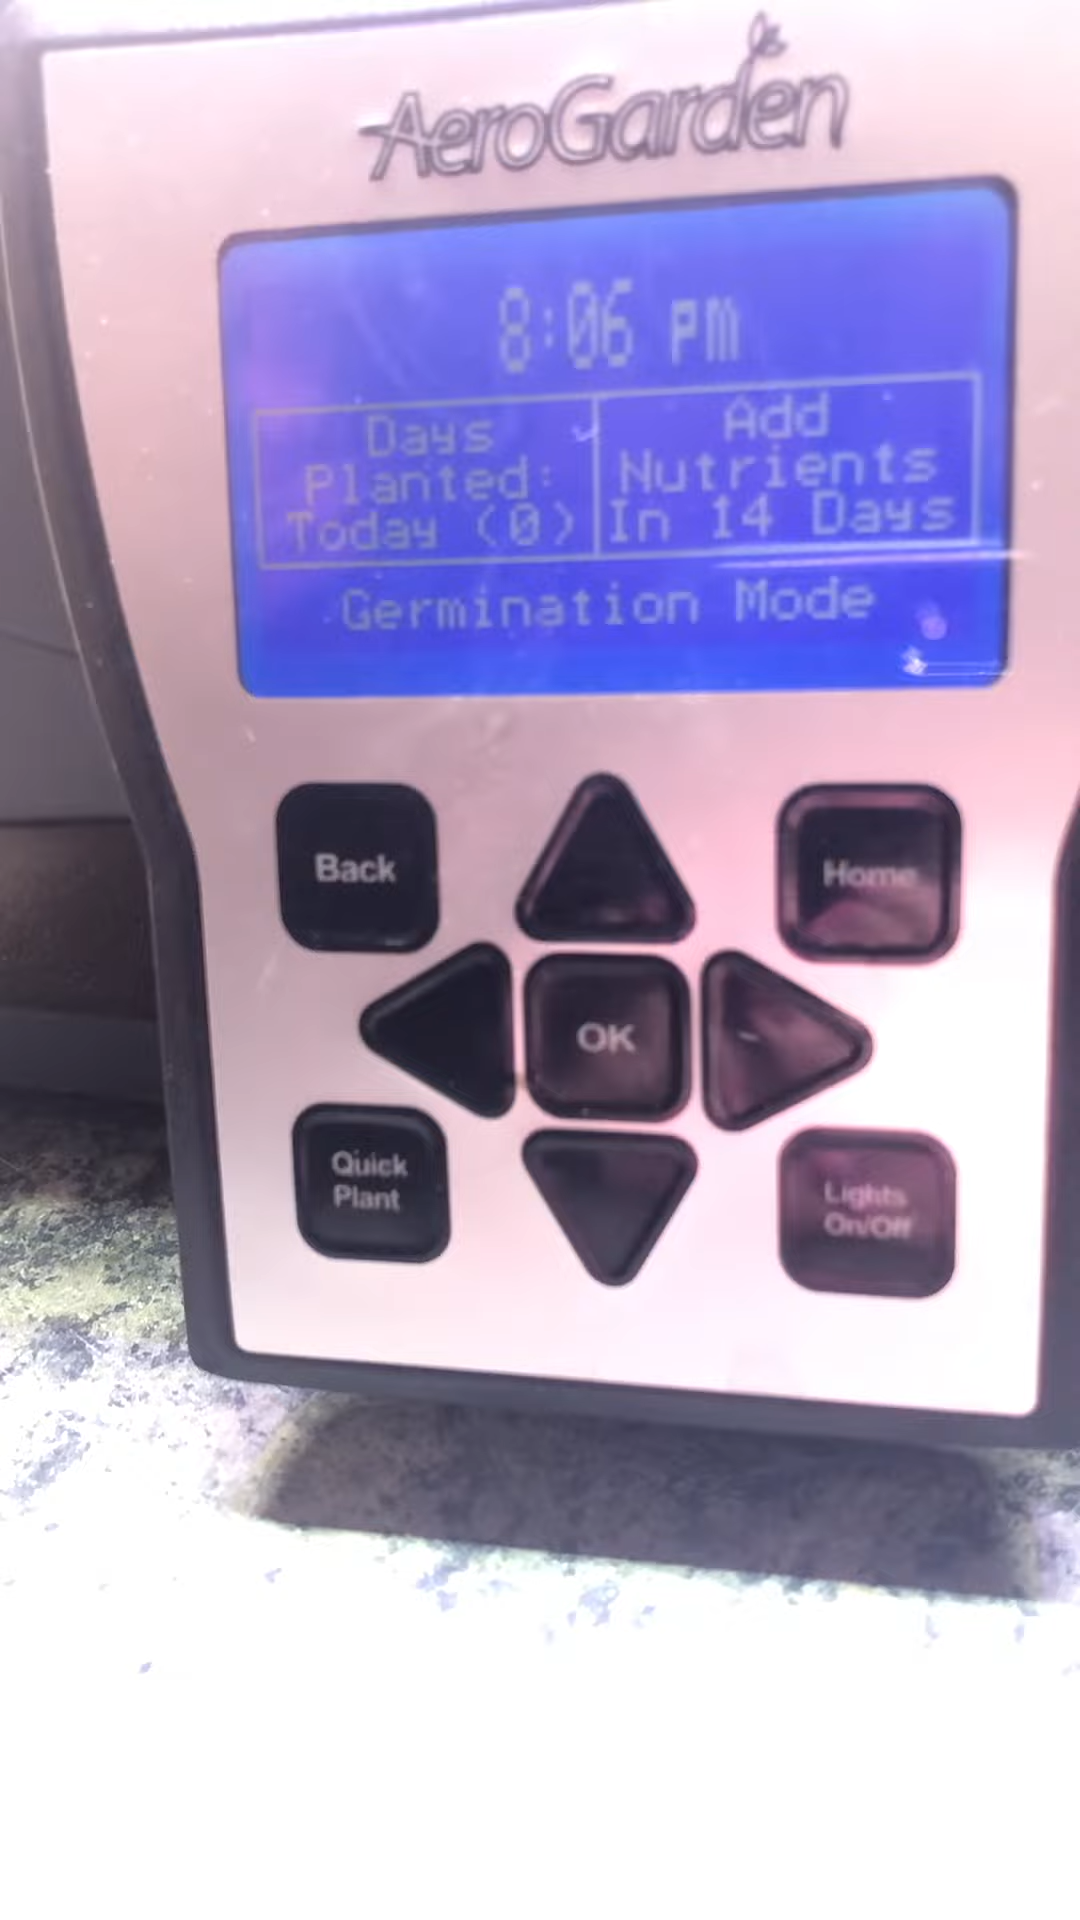 AeroGarden
8:06 pm
Days
Planted:
Today (0)
Add
Nutrients
In 14 Days
Germination Mode
Back
Home
OK
Quick
Plant
Lights
On/Off